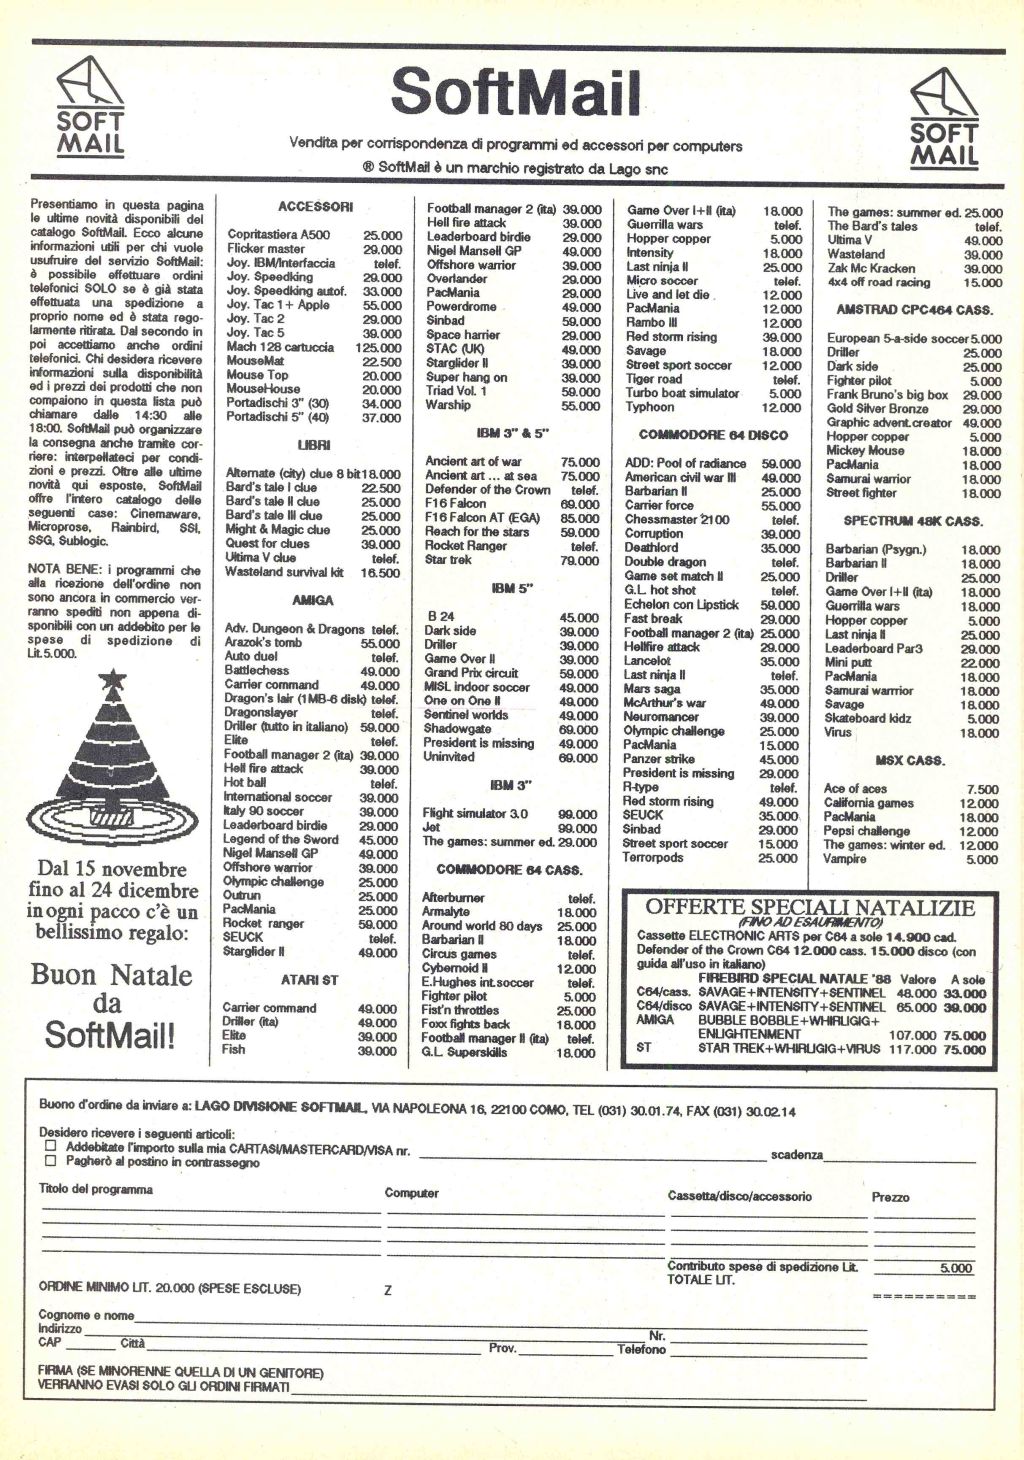 SOFT
MAIL
SoftMail
Vendita per corrispondenza di programmi ed accessori per computers
® SoftMail è un marchio registrato da Lago snc
SOFT
MAIL
Presentiamo in questa pagina
le ultime novità disponibili del
catalogo SoftMail. Ecco alcune
informazioni utili per chi vuole
usufruire del servizio SoftMail:
è possibile effettuare ordini
telefonici SOLO se è già stata
effettuata una spedizione a
proprio nome ed è stata rego-
larmente ritirata. Dal secondo in
poi accettiamo anche ordini
telefonici. Chi desidera ricevere
informazioni sulla disponibilità
ed i prezzi dei prodotti che non
compaiono in questa lista può
chiamare dalle 14:30 alle
18:00. SoftMail può organizzare
la consegna anche tramite cor-
riere: interpellateci per condi-
zioni e prezzi. Oltre alle ultime
novità qui esposte, SoftMail
offre l'intero catalogo delle
seguenti case: Cinemaware,
Microprose, Rainbird, SSI,
SSG, Sublogic.
NOTA BENE: i programmi che
alla ricezione dell'ordine non
sono ancora in commercio ver-
ranno spediti non appena di-
sponibili con un addebito per le
spese di spedizione di
Lit.5.000.
Dal 15 novembre
fino al 24 dicembre
in ogni pacco c'è un
bellissimo regalo:
Buon Natale
da
SoftMail!
ACCESSORI
Copritastiera A500 25.000
Flicker master 29.000
Joy. IBM/Interfaccia telef.
Joy. Speedking 29.000
Joy. Speedking autof. 33.000
Joy. Tac 1 + Apple 55.000
Joy. Tac 2 29.000
Joy. Tac 5 39.000
Mach 128 cartuccia 125.000
MouseMat 22.500
Mouse Top 20.000
MouseHouse 20.000
Portadischi 3" (30) 34.000
Portadischi 5" (40) 37.000
LIBRI
Alternate (city) clue 8 bit 18.000
Bard's tale I clue 22.500
Bard's tale II clue 25.000
Bard's tale III clue 25.000
Might & Magic clue 25.000
Quest for clues 39.000
Ultima V clue telef.
Wasteland survival kit 16.500
AMIGA
Adv. Dungeon & Dragons telef.
Arazok's tomb 55.000
Auto duel telef.
Battlechess 49.000
Carrier command 49.000
Dragon's lair (1MB-6 disk) telef.
Dragonslayer telef.
Driller (tutto in italiano) 59.000
Elite telef.
Football manager 2 (ita) 39.000
Hell fire attack 39.000
Hot ball telef.
International soccer 39.000
Italy 90 soccer 39.000
Leaderboard birdie 29.000
Legend of the Sword 45.000
Nigel Mansell GP 49.000
Offshore warrior 39.000
Olympic challenge 25.000
Outrun 25.000
PacMania 25.000
Rocket ranger 59.000
SEUCK telef.
Starglider II 49.000
ATARI ST
Carrier command 49.000
Driller (ita) 49.000
Elite 49.000
Fish 39.000
Football manager 2 (ita) 39.000
Hell fire attack 39.000
Leaderboard birdie 29.000
Nigel Mansell GP 49.000
Offshore warrior 39.000
Overlander 29.000
PacMania 29.000
Powerdrome 49.000
Sinbad 59.000
Space harrier 29.000
STAC (UK) 49.000
Starglider II 39.000
Super hang on 39.000
Triad Vol. 1 59.000
Warship 55.000
IBM 3" & 5"
Ancient art of war 75.000
Ancient art ... at sea 75.000
Defender of the Crown telef.
F16 Falcon 69.000
F16 Falcon AT (EGA) 85.000
Reach for the stars 59.000
Rocket Ranger telef.
Star trek 79.000
IBM 5"
B 24 45.000
Dark side 39.000
Driller 39.000
Game Over II 39.000
Grand Prix circuit 59.000
MISL indoor soccer 49.000
One on One II 49.000
Sentinel worlds 49.000
Shadowgate 69.000
President is missing 49.000
Uninvited 69.000
IBM 3"
Flight simulator 3.0 99.000
Jet 99.000
The games: summer ed. 29.000
COMMODORE 64 CASS.
Afterburner telef.
Armalyte 18.000
Around world 80 days 25.000
Barbarian II 18.000
Circus games telef.
Cybernoid II 12.000
E.Hughes int.soccer telef.
Fighter pilot 5.000
Fist'n throttles 25.000
Foxx fights back 18.000
Football manager II (ita) telef.
G.L. Superskills 18.000
Game Over I+II (ita) 18.000
Guerrilla wars telef.
Hopper copper 5.000
Intensity 18.000
Last ninja II 25.000
Micro soccer telef.
Live and let die 12.000
PacMania 12.000
Rambo III 12.000
Red storm rising 39.000
Savage 18.000
Street sport soccer 12.000
Tiger road telef.
Turbo boat simulator 5.000
Typhoon 12.000
COMMODORE 64 DISCO
ADD: Pool of radiance 59.000
American civil war III 49.000
Barbarian II 25.000
Carrier force 55.000
Chessmaster 2100 telef.
Corruption 39.000
Deathlord 35.000
Double dragon telef.
Game set match II 25.000
G.L. hot shot telef.
Echelon con Lipstick 59.000
Fast break 29.000
Football manager 2 (ita) 25.000
Hellfire attack 29.000
Lancelot 35.000
Last ninja II telef.
Mars saga 35.000
McArthur's war 49.000
Neuromancer 39.000
Olympic challenge 25.000
PacMania 15.000
Panzer strike 45.000
President is missing 29.000
R-type telef.
Red storm rising 49.000
SEUCK 35.000
Sinbad 29.000
Street sport soccer 15.000
Terrorpods 25.000
The games: summer ed. 25.000
The Bard's tales telef.
Ultima V 49.000
Wasteland 39.000
Zak Mc Kracken 39.000
4x4 off road racing 15.000
AMSTRAD CPC464 CASS.
European 5-a-side soccer 5.000
Driller 25.000
Dark side 25.000
Fighter pilot 5.000
Frank Bruno's big box 29.000
Gold Silver Bronze 29.000
Graphic advent.creator 49.000
Hopper copper 5.000
Mickey Mouse 18.000
PacMania 18.000
Samurai warrior 18.000
Street fighter 18.000
SPECTRUM 48K CASS.
Barbarian (Psygn.) 18.000
Barbarian II 18.000
Driller 25.000
Game Over I+II (ita) 18.000
Guerrilla wars 18.000
Hopper copper 5.000
Last ninja II 25.000
Leaderboard Par3 29.000
Mini putt 22.000
PacMania 18.000
Samurai warrrior 18.000
Savage 18.000
Skateboard kidz 5.000
Virus 18.000
MSX CASS.
Ace of aces 7.500
California games 12.000
PacMania 18.000
Pepsi challenge 12.000
The games: winter ed. 12.000
Vampire 5.000
OFFERTE SPECIALI NATALIZIE
(FINO AD ESAURIMENTO)
Cassette ELECTRONIC ARTS per C64 a sole 14.900 cad.
Defender of the Crown C64 12.000 cass. 15.000 disco (con
guida all'uso in italiano)
FIREBIRD SPECIAL NATALE '88 Valore A sole
C64/cass. SAVAGE+INTENSITY+SENTINEL 48.000 33.000
C64/disco SAVAGE+INTENSITY+SENTINEL 65.000 39.000
AMIGA BUBBLE BOBBLE+WHIRLIGIG+
ENLIGHTENMENT 107.000 75.000
ST STAR TREK+WHIRLIGIG+VIRUS 117.000 75.000
Buono d'ordine da inviare a: LAGO DIVISIONE SOFTMAIL, VIA NAPOLEONA 16, 22100 COMO, TEL (031) 30.01.74, FAX (031) 30.02.14
Desidero ricevere i seguenti articoli:
Addebitate l'importo sulla mia CARTASI/MASTERCARD/VISA nr. scadenza
Pagherò al postino in contrassegno
Titolo del programma Computer Cassetta/disco/accessorio Prezzo
Contributo spese di spedizione Lit. 5.000
TOTALE LIT.
ORDINE MINIMO LIT. 20.000 (SPESE ESCLUSE) Z
==========
Cognome e nome
Indirizzo Nr.
CAP Città Prov. Telefono
FIRMA (SE MINORENNE QUELLA DI UN GENITORE)
VERRANNO EVASI SOLO GLI ORDINI FIRMATI